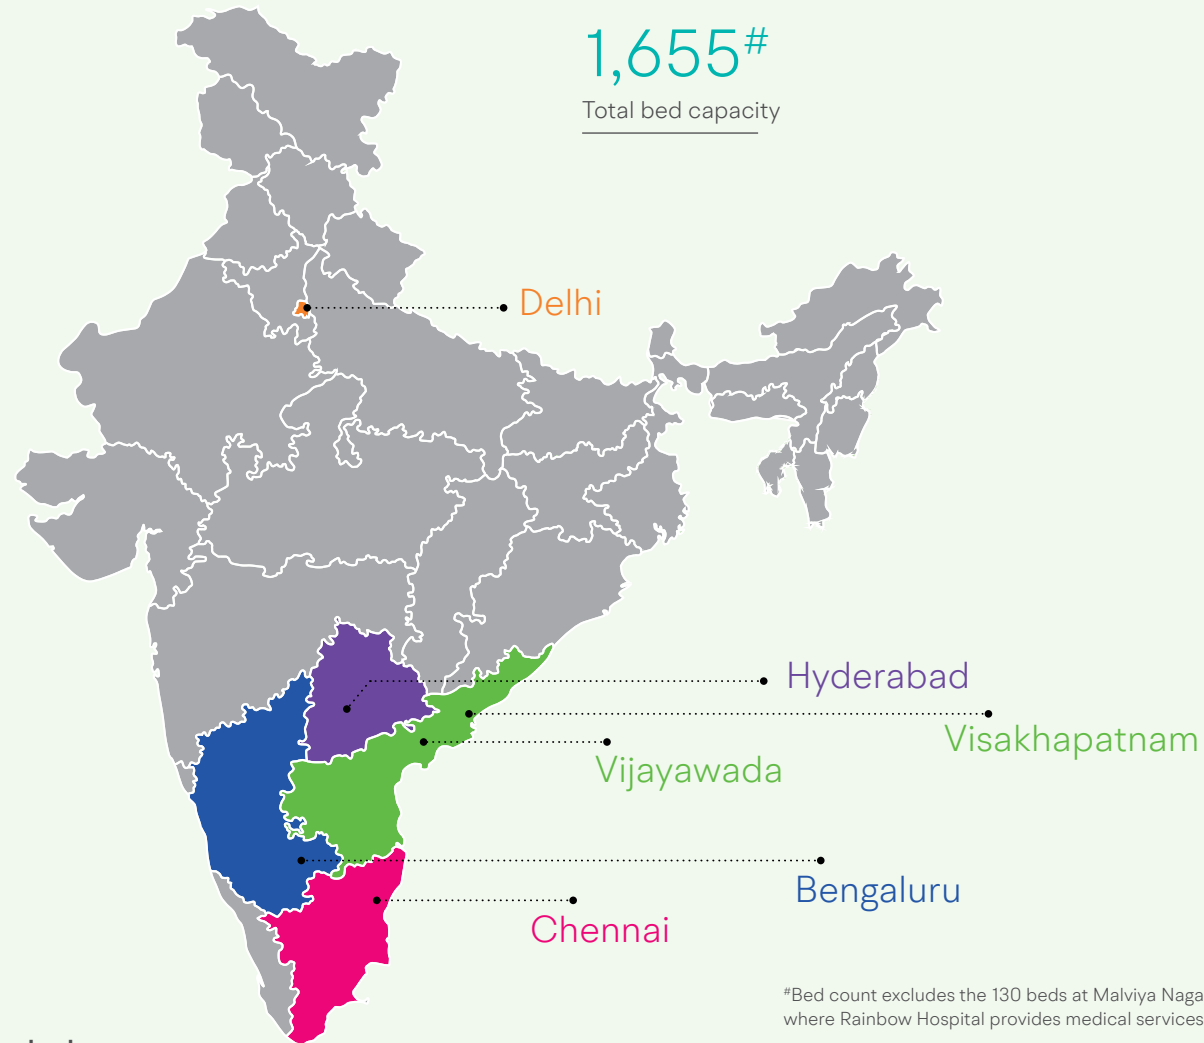 1,655#
Total bed capacity
Delhi
Hyderabad
Visakhapatnam
Vijayawada
Bengaluru
Chennai
#Bed count excludes the 130 beds at Malviya Naga
where Rainbow Hospital provides medical services